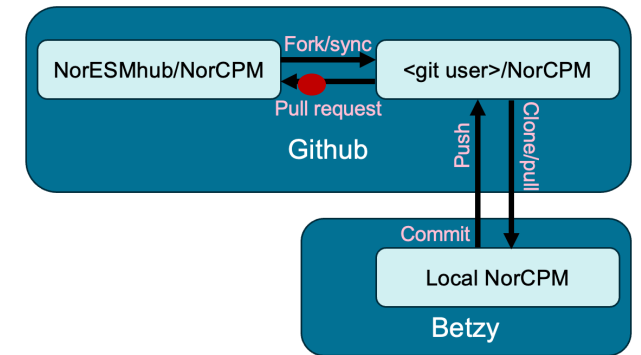 Fork/sync
NorESMhub/NorCPM
<git user>/NorCPM
Pull request
Github
Push
Clone/pull
Commit
Local NorCPM
Betzy